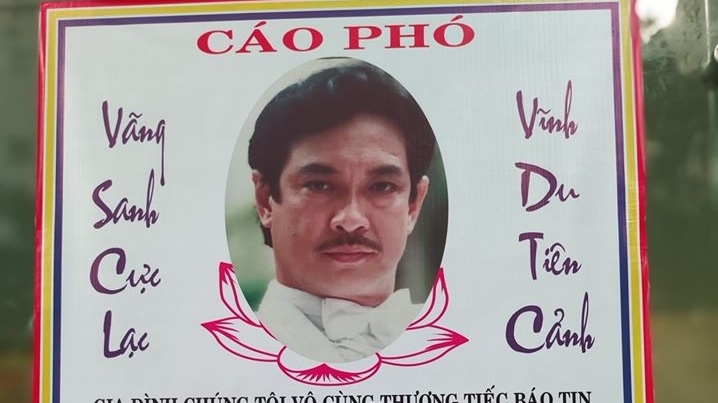 CÁO PHÓ
Vãng
Sanh
Cực
Lạc
Vĩnh
Du
Tiên
Cảnh
GIA ĐÌNH CHÚNG TÔI VÔ CÙNG THƯƠNG TIẾC BÁO TIN